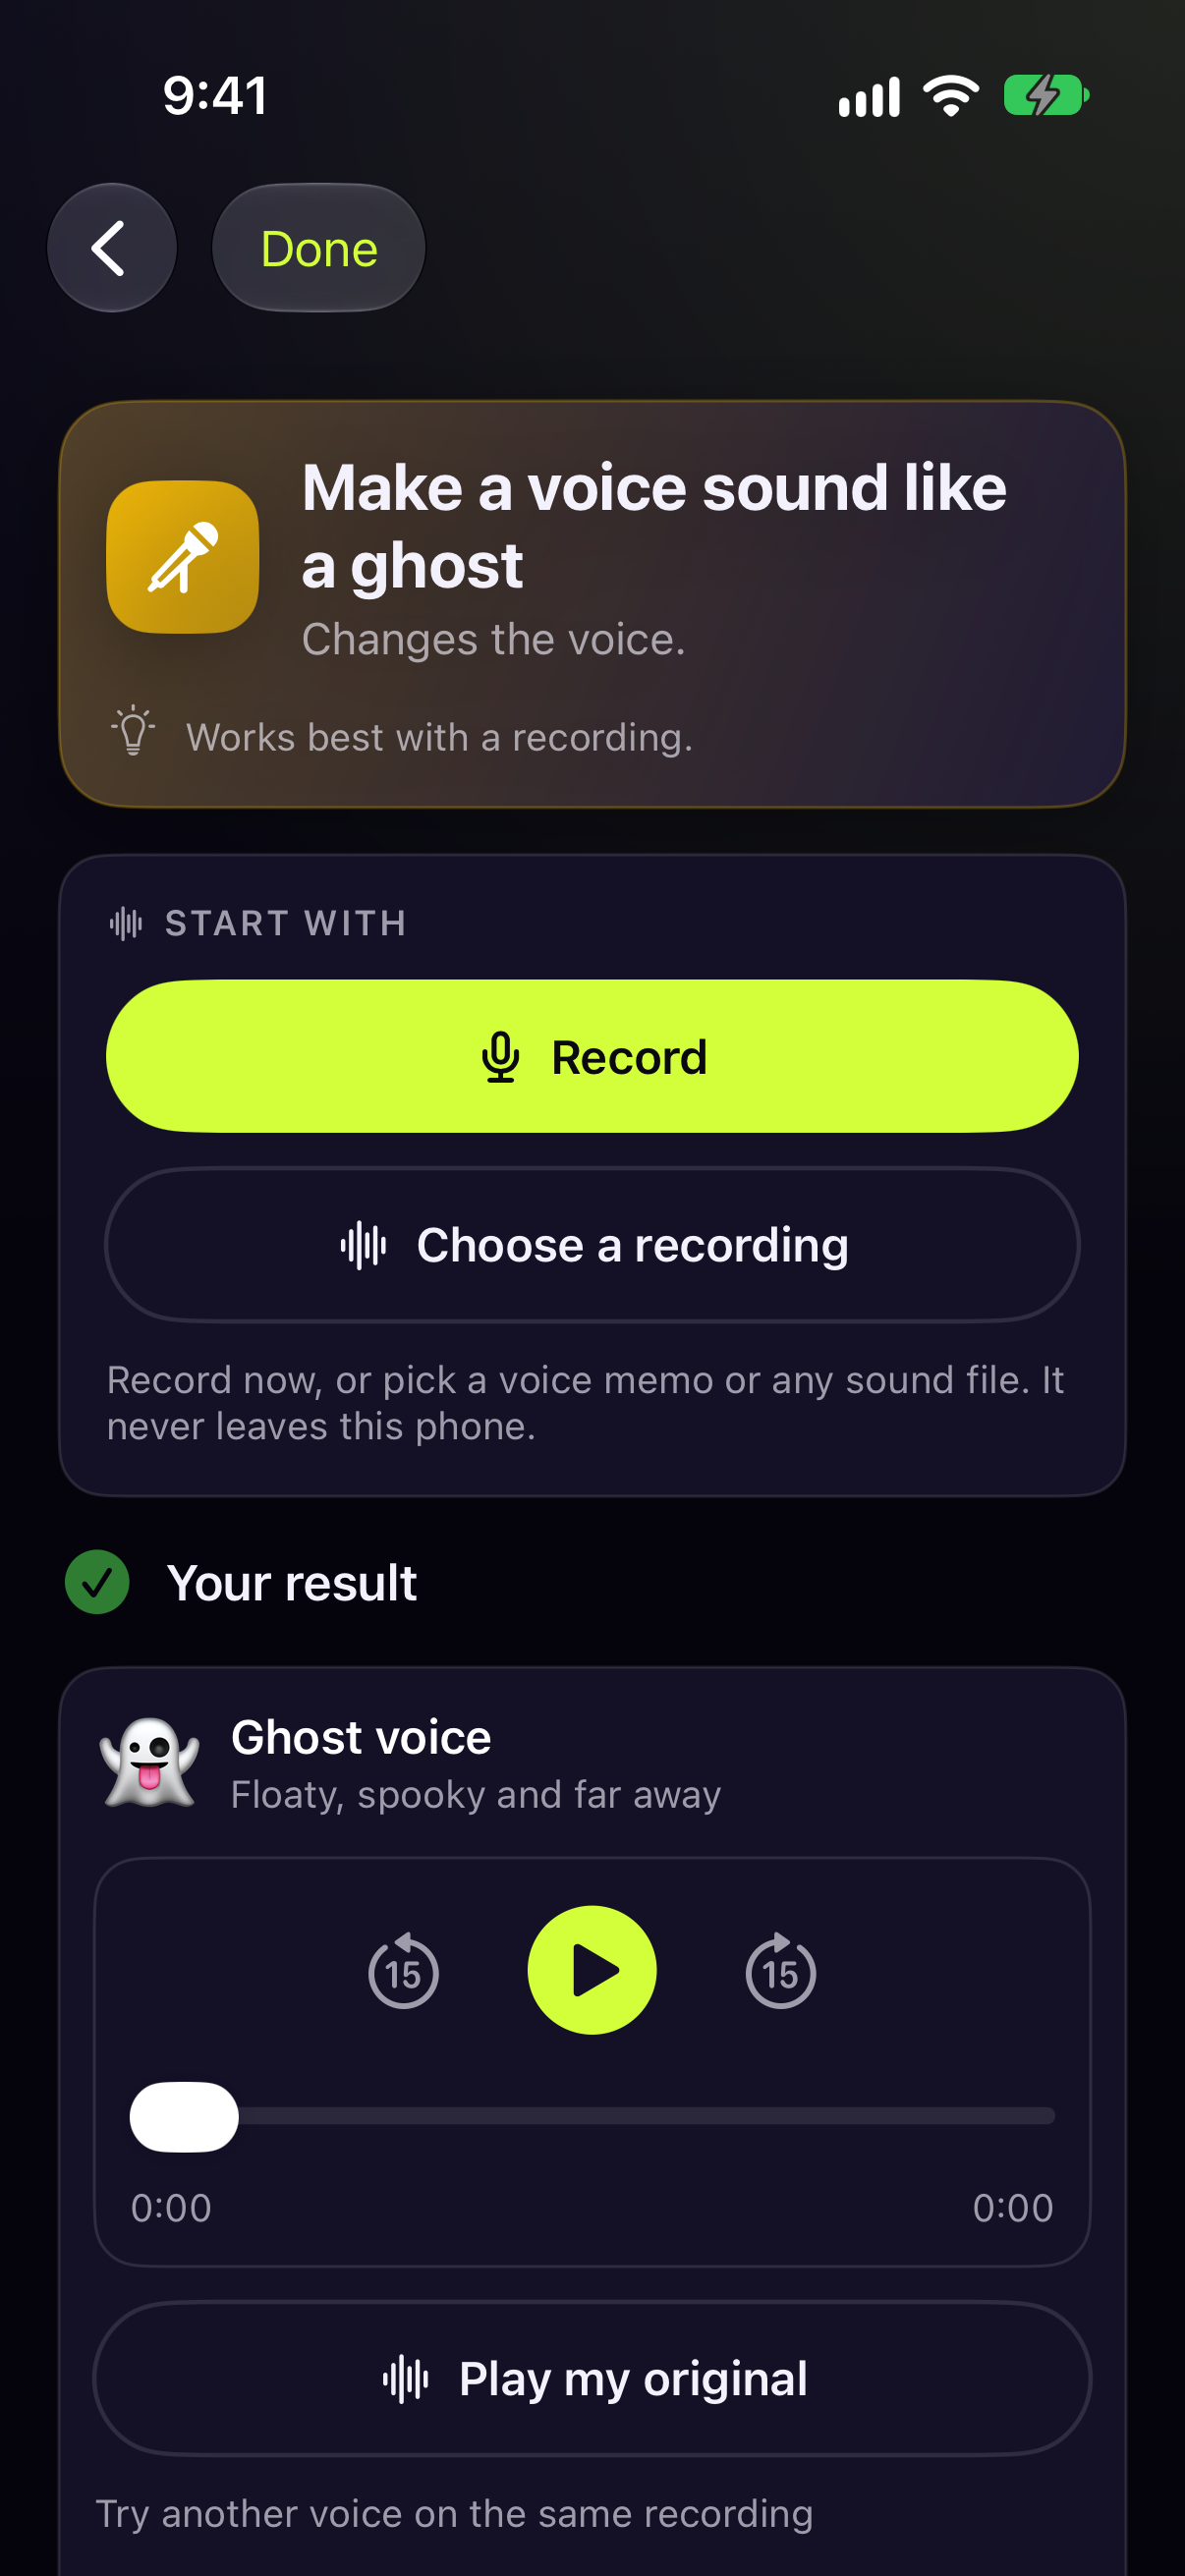 9:41
Done
Make a voice sound like
a ghost
Changes the voice.
Works best with a recording.
START WITH
Record
Choose a recording
Record now, or pick a voice memo or any sound file. It
never leaves this phone.
Your result
Ghost voice
Floaty, spooky and far away
15 15
0:00 0:00
Play my original
Try another voice on the same recording